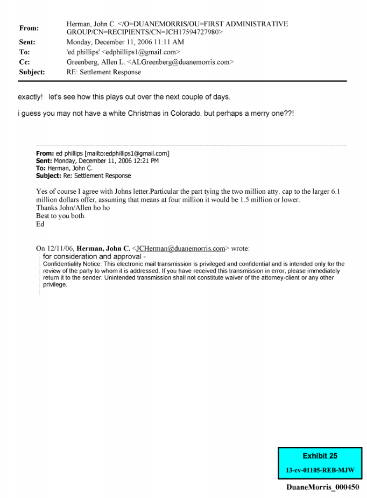 From: Herman, John C. </O=DUANEMORRIS/OU=FIRST ADMINISTRATIVE
GROUP/CN=RECIPIENTS/CN=JCH17594727980>
Sent: Monday, December 11, 2006 11:11 AM
To: 'ed phillips' <edphillips1@gmail.com>
Cc: Greenberg, Allen L. <ALGreenberg@duanemorris.com>
Subject: RE: Settlement Response
exactly! let's see how this plays out over the next couple of days.
i guess you may not have a white Christmas in Colorado, but perhaps a merry one??!
From: ed phillips [mailto:edphillips1@gmail.com]
Sent: Monday, December 11, 2006 12:21 PM
To: Herman, John C.
Subject: Re: Settlement Response
Yes of course I agree with Johns letter.Particular the part tying the two million atty. cap to the larger 6.1
million dollars offer, assuming that means at four million it would be 1.5 million or lower.
Thanks John/Allen ho ho
Best to you both
Ed
On 12/11/06, Herman, John C. <JCHerman@duanemorris.com> wrote:
for consideration and approval -
Confidentiality Notice: This electronic mail transmission is privileged and confidential and is intended only for the
review of the party to whom it is addressed. If you have received this transmission in error, please immediately
return it to the sender. Unintended transmission shall not constitute waiver of the attorney-client or any other
privilege.
Exhibit 25
13-cv-01105-REB-MJW
DuaneMorris_000450